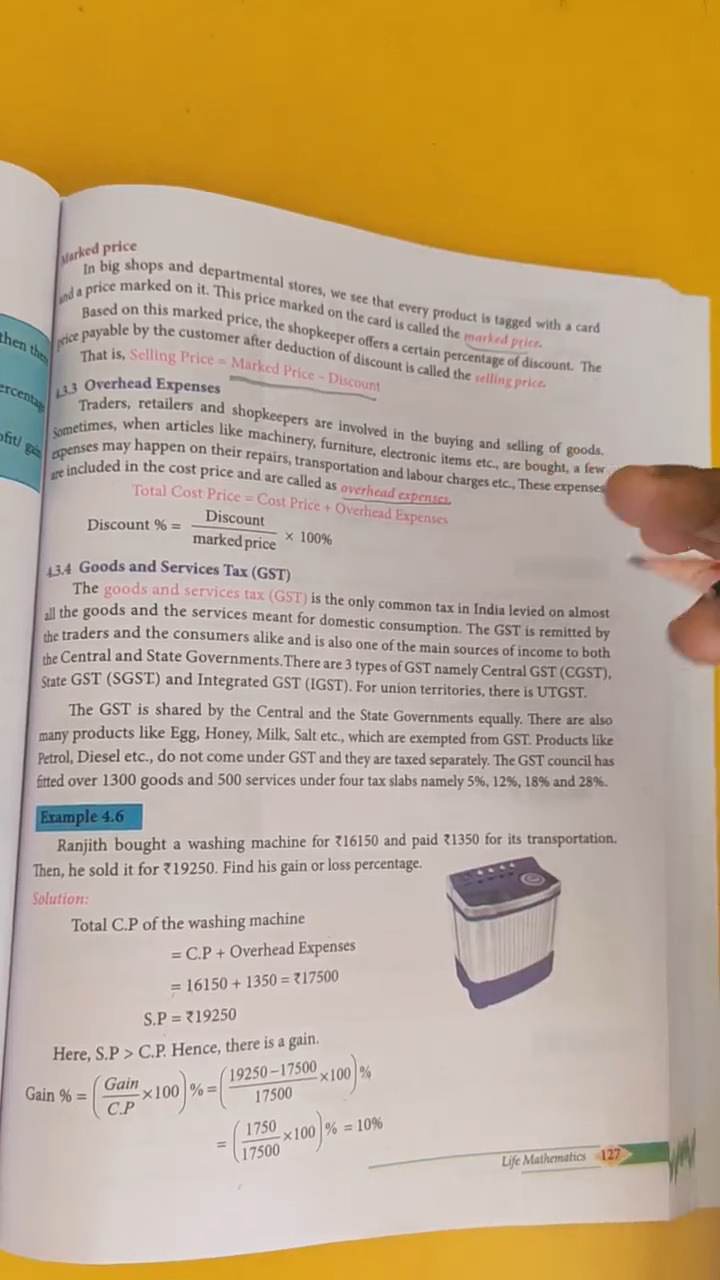 Marked price
In big shops and departmental stores, we see that every product is tagged with a card
and a price marked on it. This price marked on the card is called the marked price.
Based on this marked price, the shopkeeper offers a certain percentage of discount. The
price payable by the customer after deduction of discount is called the selling price.
That is, Selling Price = Marked Price – Discount
4.3.3 Overhead Expenses
Traders, retailers and shopkeepers are involved in the buying and selling of goods.
Sometimes, when articles like machinery, furniture, electronic items etc., are bought, a few
expenses may happen on their repairs, transportation and labour charges etc., These expenses
are included in the cost price and are called as overhead expenses.
Total Cost Price = Cost Price + Overhead Expenses
Discount % = Discount / marked price × 100%
4.3.4 Goods and Services Tax (GST)
The goods and services tax (GST) is the only common tax in India levied on almost
all the goods and the services meant for domestic consumption. The GST is remitted by
the traders and the consumers alike and is also one of the main sources of income to both
the Central and State Governments.There are 3 types of GST namely Central GST (CGST),
State GST (SGST) and Integrated GST (IGST). For union territories, there is UTGST.
The GST is shared by the Central and the State Governments equally. There are also
many products like Egg, Honey, Milk, Salt etc., which are exempted from GST. Products like
Petrol, Diesel etc., do not come under GST and they are taxed separately. The GST council has
fitted over 1300 goods and 500 services under four tax slabs namely 5%, 12%, 18% and 28%.
Example 4.6
Ranjith bought a washing machine for ₹16150 and paid ₹1350 for its transportation.
Then, he sold it for ₹19250. Find his gain or loss percentage.
Solution:
Total C.P of the washing machine
= C.P + Overhead Expenses
= 16150 + 1350 = ₹17500
S.P = ₹19250
Here, S.P > C.P. Hence, there is a gain.
Gain % = (Gain / C.P × 100) % = (19250–17500 / 17500 ×100) %
= (1750 / 17500 ×100) % = 10%
Life Mathematics 127
then the
percentage
ofit/ gain